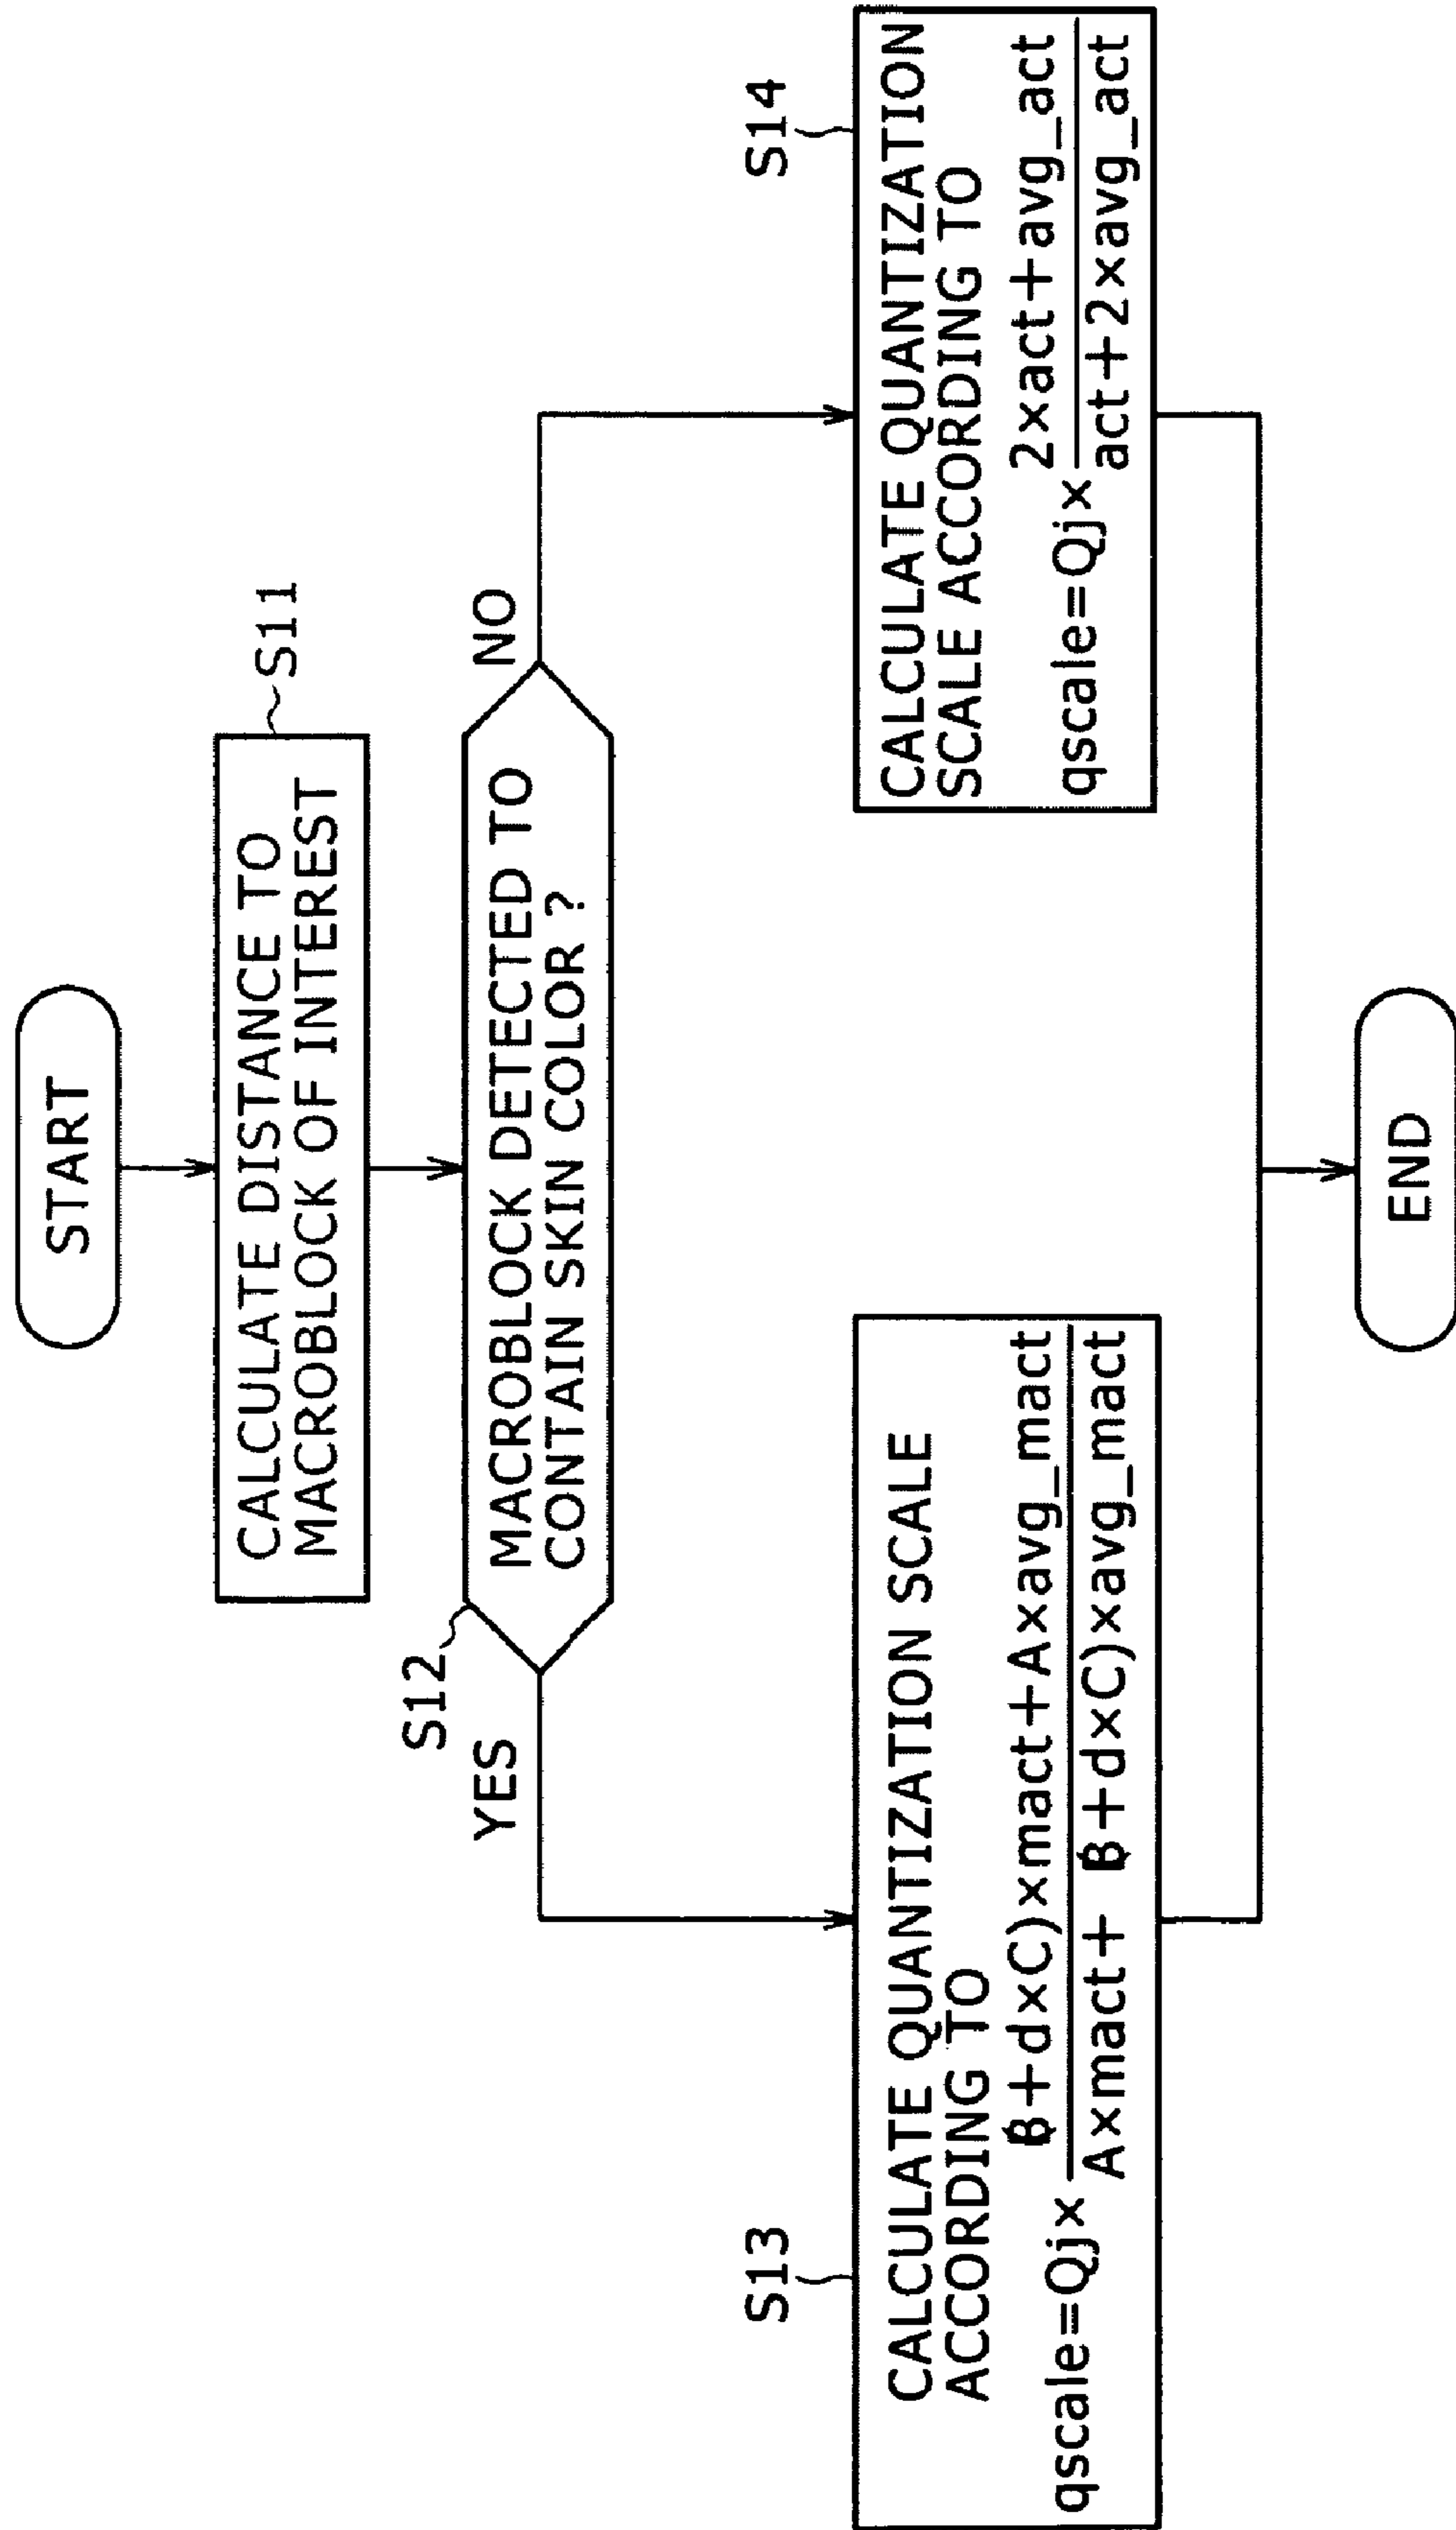 START
CALCULATE DISTANCE TO
MACROBLOCK OF INTEREST
S11
S12
MACROBLOCK DETECTED TO
CONTAIN SKIN COLOR ?
YES
NO
S13
CALCULATE QUANTIZATION SCALE
ACCORDING TO
(B+d×C)×mact+A×avg_mact
qscale=Qj×
A×mact+ (B+d×C)×avg_mact
S14
CALCULATE QUANTIZATION
SCALE ACCORDING TO
2×act+avg_act
qscale=Qj×
act+2×avg_act
END